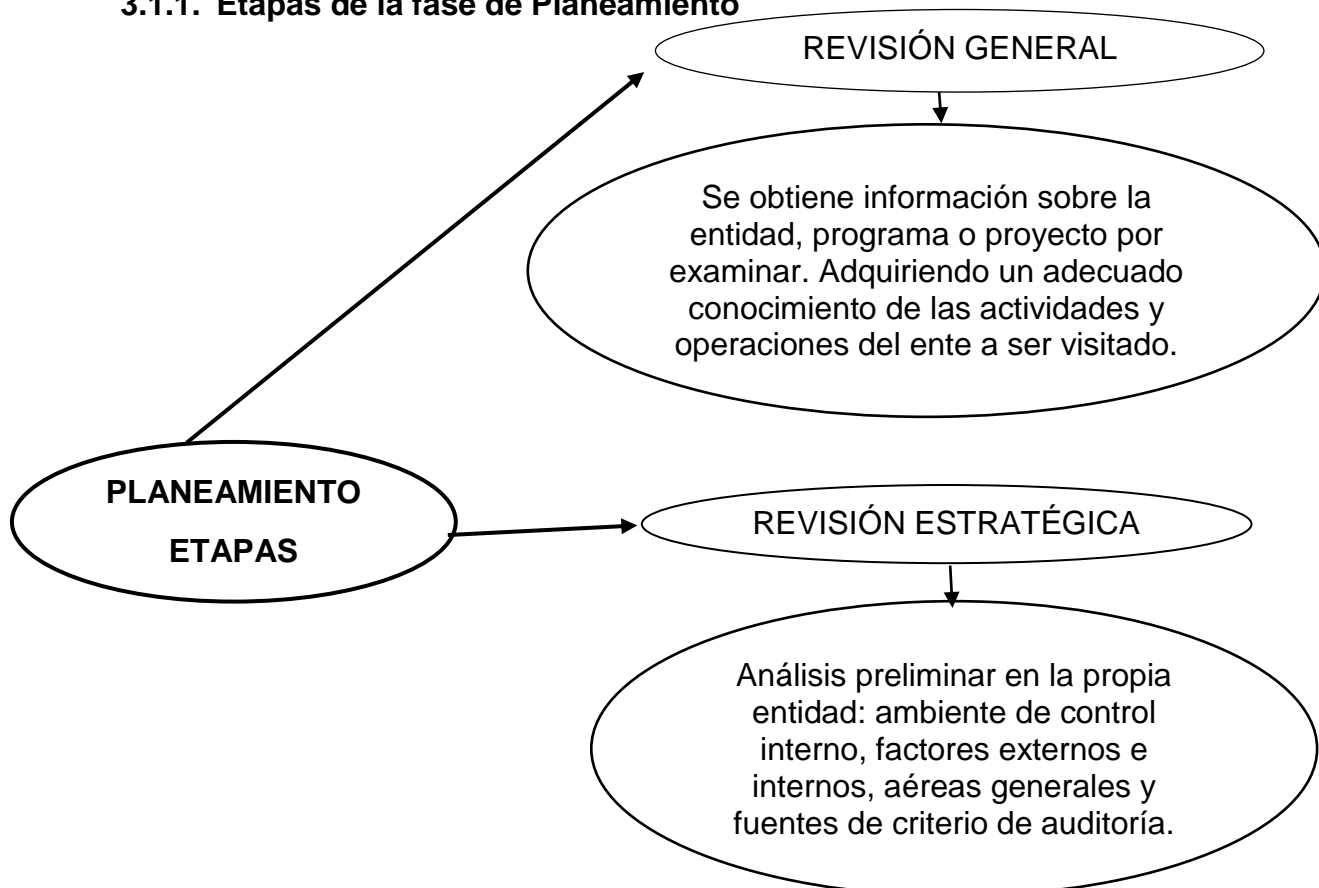 3.1.1. Etapas de la fase de Planeamiento
REVISIÓN GENERAL
Se obtiene información sobre la
entidad, programa o proyecto por
examinar. Adquiriendo un adecuado
conocimiento de las actividades y
operaciones del ente a ser visitado.
PLANEAMIENTO
ETAPAS
REVISIÓN ESTRATÉGICA
Análisis preliminar en la propia
entidad: ambiente de control
interno, factores externos e
internos, aéreas generales y
fuentes de criterio de auditoría.